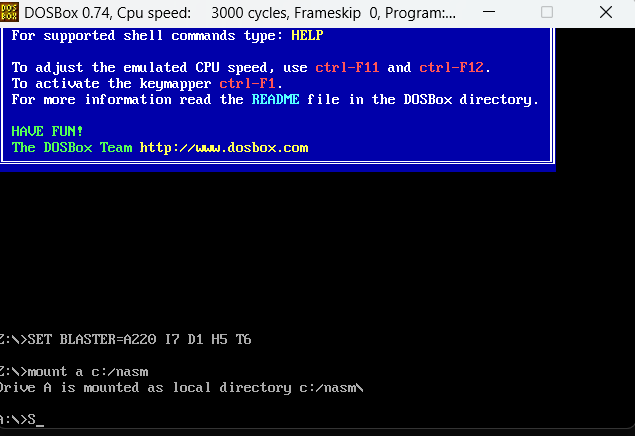 DOS
BOX
DOSBox 0.74, Cpu speed: 3000 cycles, Frameskip 0, Program:...
For supported shell commands type: HELP
To adjust the emulated CPU speed, use ctrl-F11 and ctrl-F12.
To activate the keymapper ctrl-F1.
For more information read the README file in the DOSBox directory.
HAVE FUN!
The DOSBox Team http://www.dosbox.com
Z:\>SET BLASTER=A220 I7 D1 H5 T6
Z:\>mount a c:/nasm
Drive A is mounted as local directory c:/nasm\
A:\>S_